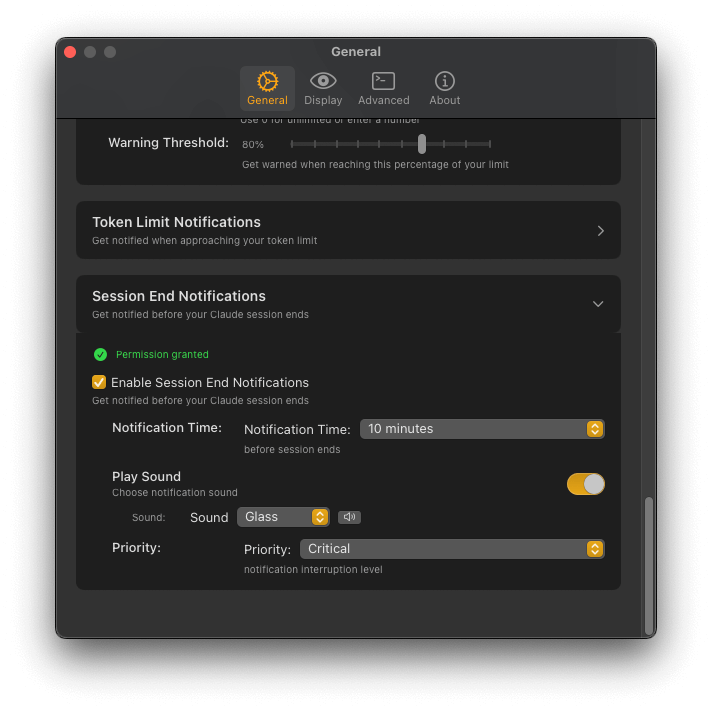 General
General
Display
Advanced
About
Use 0 for unlimited or enter a number
Warning Threshold:
80%
Get warned when reaching this percentage of your limit
Token Limit Notifications
Get notified when approaching your token limit
Session End Notifications
Get notified before your Claude session ends
Permission granted
Enable Session End Notifications
Get notified before your Claude session ends
Notification Time:
Notification Time:
10 minutes
before session ends
Play Sound
Choose notification sound
Sound:
Sound
Glass
Priority:
Priority:
Critical
notification interruption level